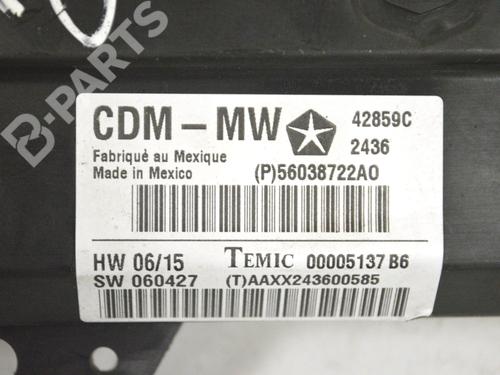 B-PARTS
CDM – MW 42859C
2436
Fabriqué au Mexique
Made in Mexico (P)56038722AO
HW 06/15 TEMIC 00005137 B6
SW 060427 (T)AAXX243600585